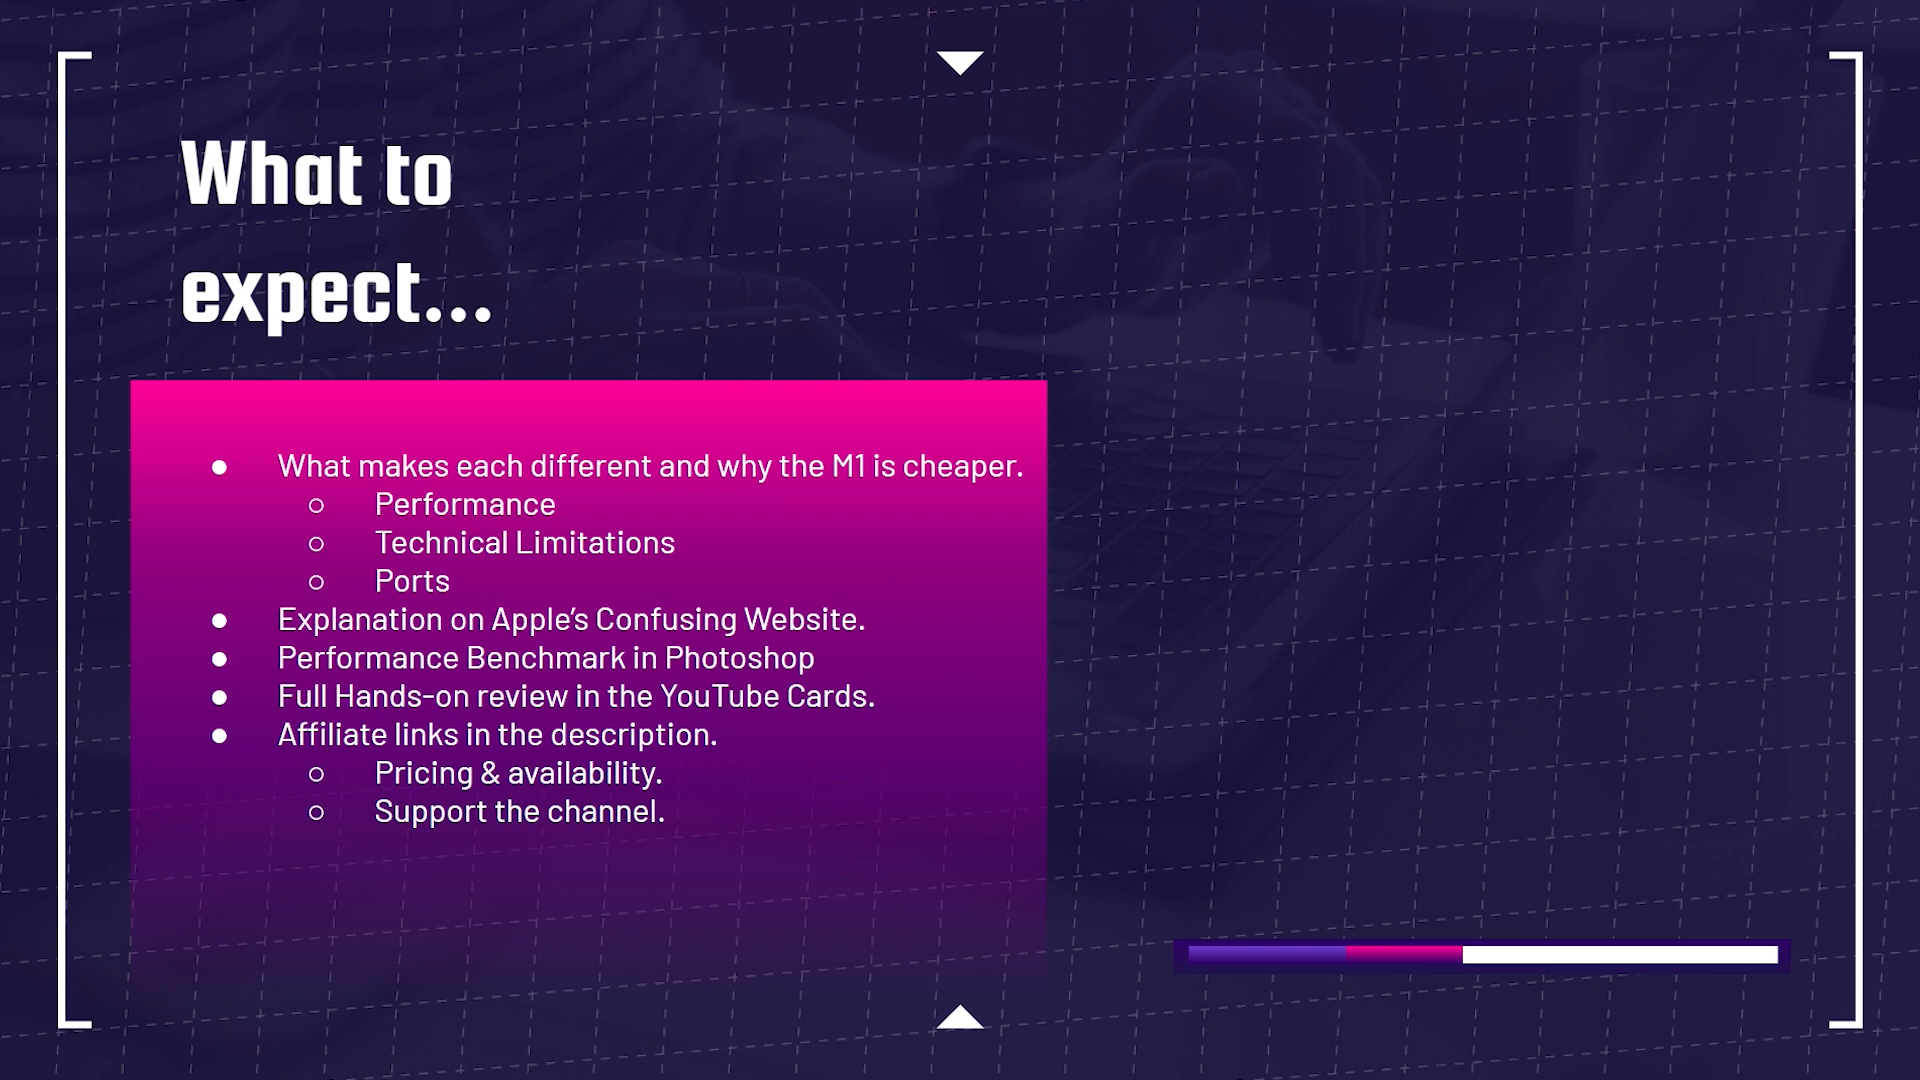 What to
expect...
● What makes each different and why the M1 is cheaper.
○ Performance
○ Technical Limitations
○ Ports
● Explanation on Apple’s Confusing Website.
● Performance Benchmark in Photoshop
● Full Hands-on review in the YouTube Cards.
● Affiliate links in the description.
○ Pricing & availability.
○ Support the channel.